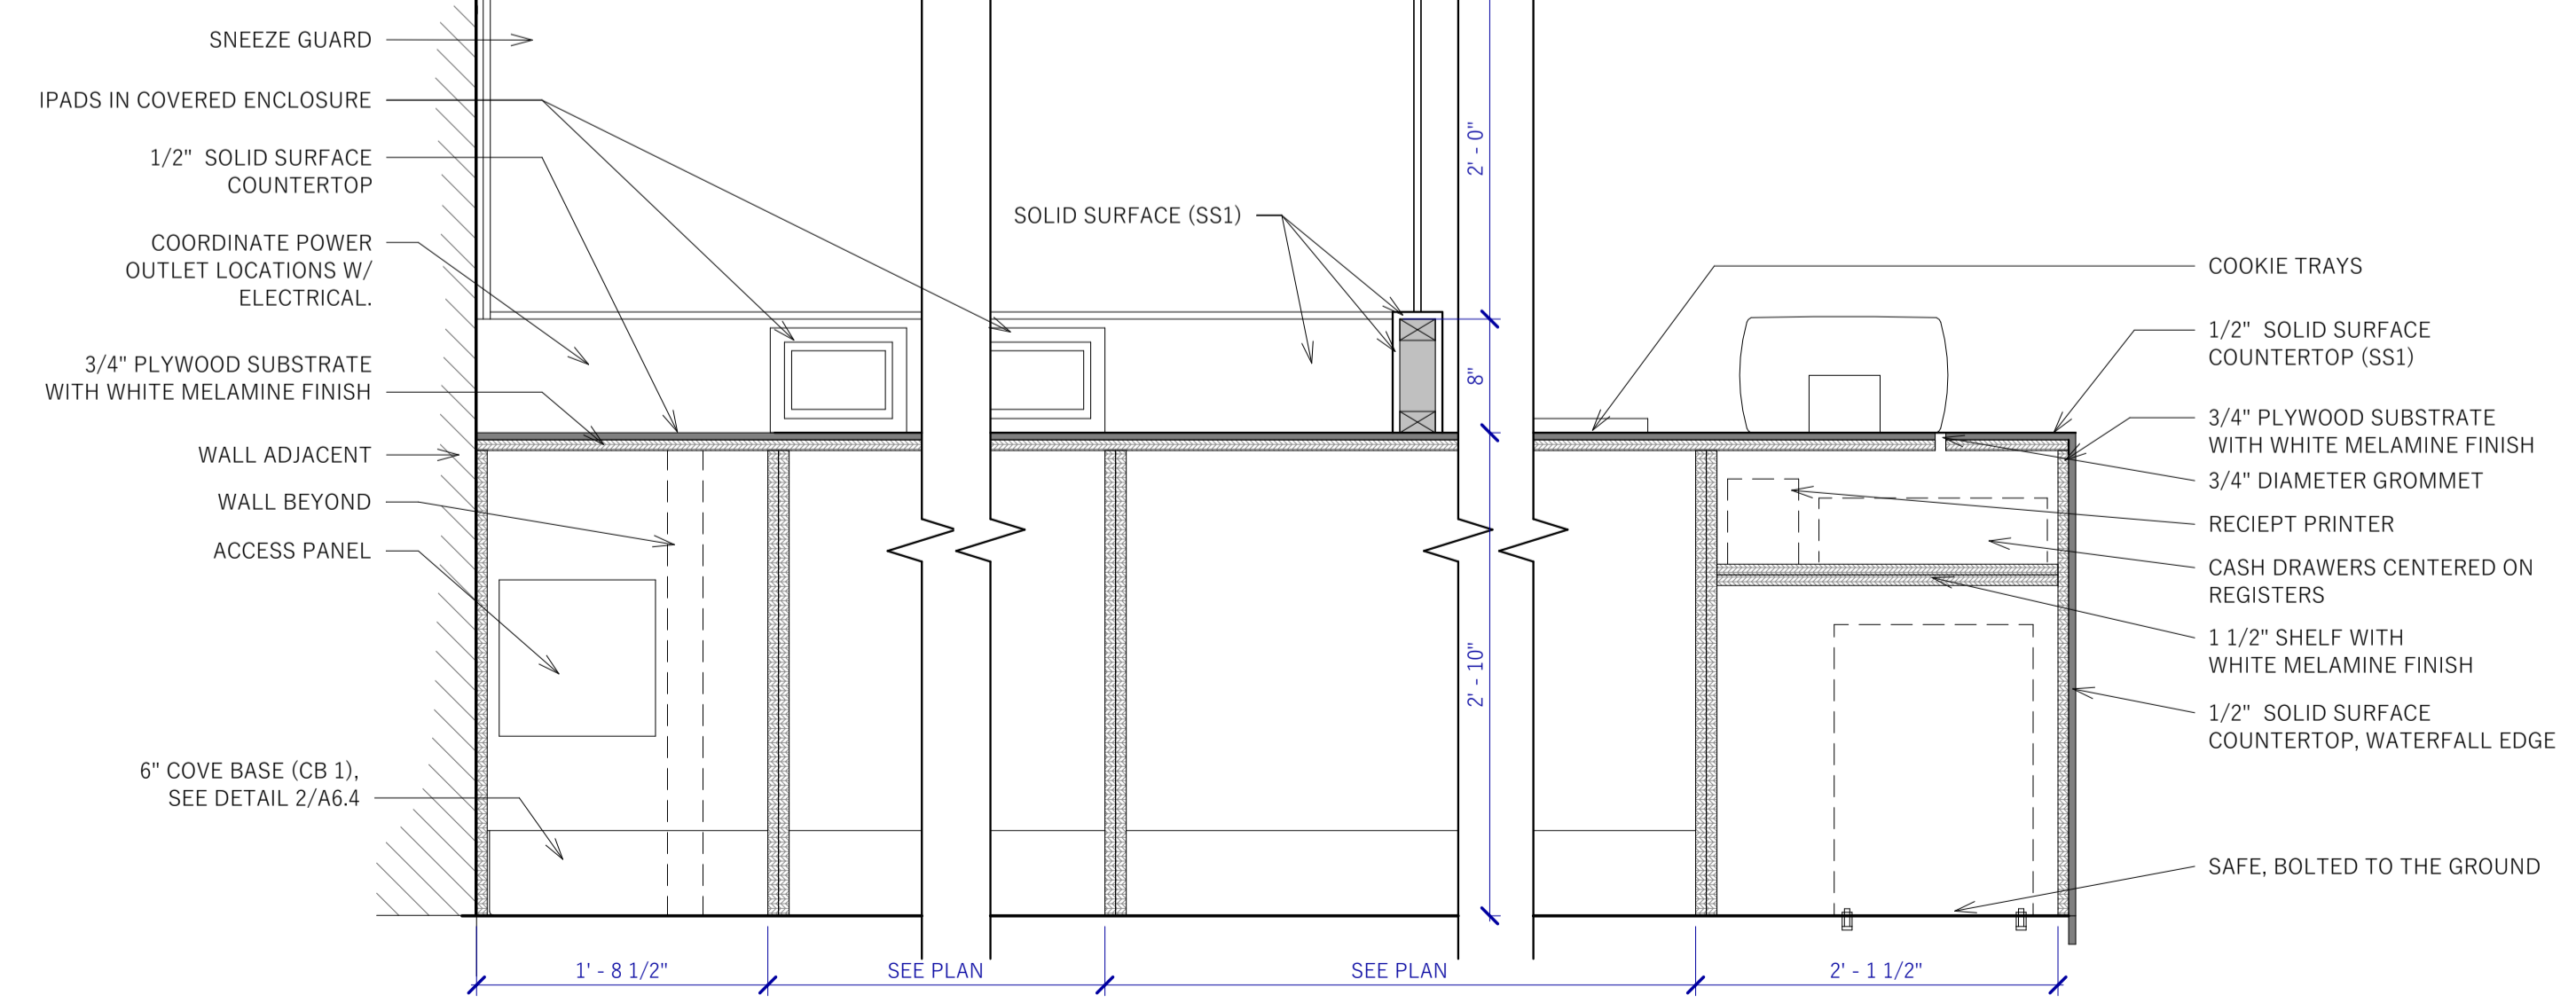 SNEEZE GUARD
IPADS IN COVERED ENCLOSURE
1/2" SOLID SURFACE
COUNTERTOP
COORDINATE POWER
OUTLET LOCATIONS W/
ELECTRICAL.
3/4" PLYWOOD SUBSTRATE
WITH WHITE MELAMINE FINISH
WALL ADJACENT
WALL BEYOND
ACCESS PANEL
6" COVE BASE (CB 1),
SEE DETAIL 2/A6.4
SOLID SURFACE (SS1)
2' - 0"
8"
2' - 10"
COOKIE TRAYS
1/2" SOLID SURFACE
COUNTERTOP (SS1)
3/4" PLYWOOD SUBSTRATE
WITH WHITE MELAMINE FINISH
3/4" DIAMETER GROMMET
RECIEPT PRINTER
CASH DRAWERS CENTERED ON
REGISTERS
1 1/2" SHELF WITH
WHITE MELAMINE FINISH
1/2" SOLID SURFACE
COUNTERTOP, WATERFALL EDGE
SAFE, BOLTED TO THE GROUND
1' - 8 1/2"
SEE PLAN
SEE PLAN
2' - 1 1/2"